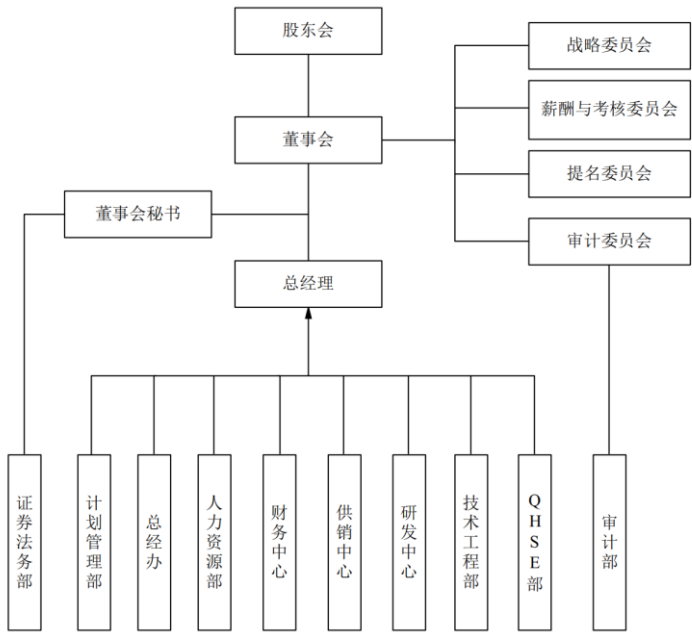 股东会
战略委员会
薪酬与考核委员会
董事会
提名委员会
董事会秘书
审计委员会
总经理
证券法务部
计划管理部
总经办
人力资源部
财务中心
供销中心
研发中心
技术工程部
QHSE部
审计部